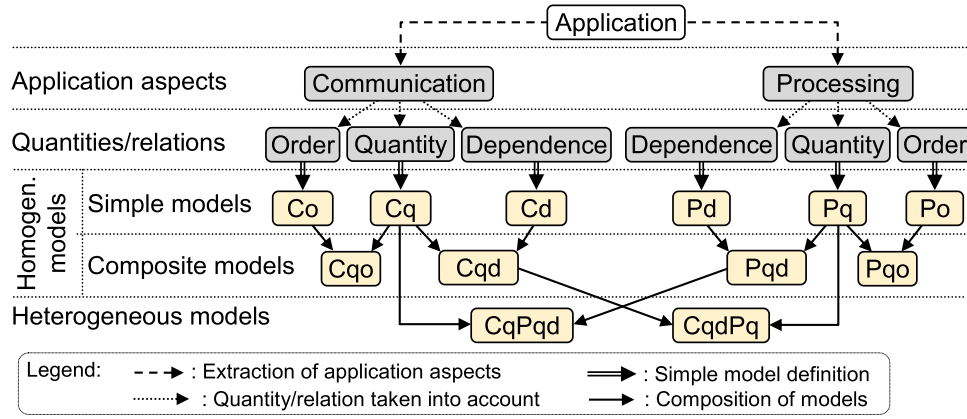 Application
Application aspects Communication Processing
Quantities/relations Order Quantity Dependence Dependence Quantity Order
Homogen. models
Simple models Co Cq Cd Pd Pq Po
Composite models Cqo Cqd Pqd Pqo
Heterogeneous models CqPqd CqdPq
Legend: : Extraction of application aspects : Simple model definition
: Quantity/relation taken into account : Composition of models